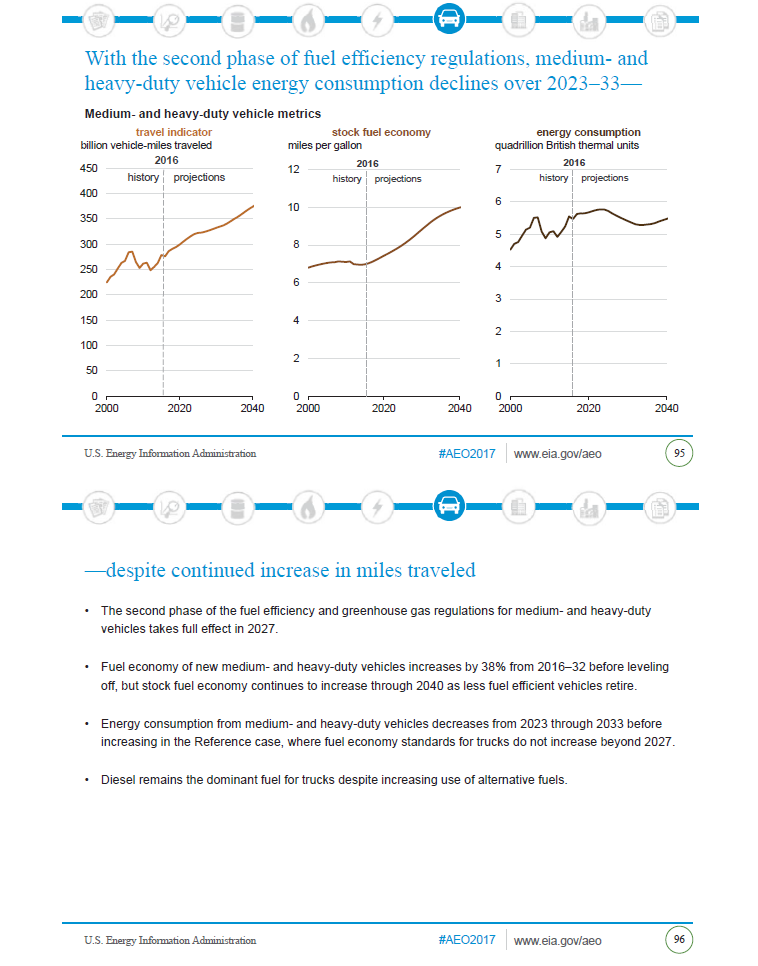 With the second phase of fuel efficiency regulations, medium- and
heavy-duty vehicle energy consumption declines over 2023–33—
Medium- and heavy-duty vehicle metrics
travel indicator
billion vehicle-miles traveled
2016
history
projections
450
400
350
300
250
200
150
100
50
0
2000
2020
2040
stock fuel economy
miles per gallon
2016
history
projections
12
10
8
6
4
2
0
2000
2020
2040
energy consumption
quadrillion British thermal units
2016
history
projections
7
6
5
4
3
2
1
0
2000
2020
2040
U.S. Energy Information Administration
#AEO2017
www.eia.gov/aeo
95
—despite continued increase in miles traveled
• The second phase of the fuel efficiency and greenhouse gas regulations for medium- and heavy-duty
vehicles takes full effect in 2027.
• Fuel economy of new medium- and heavy-duty vehicles increases by 38% from 2016–32 before leveling
off, but stock fuel economy continues to increase through 2040 as less fuel efficient vehicles retire.
• Energy consumption from medium- and heavy-duty vehicles decreases from 2023 through 2033 before
increasing in the Reference case, where fuel economy standards for trucks do not increase beyond 2027.
• Diesel remains the dominant fuel for trucks despite increasing use of alternative fuels.
U.S. Energy Information Administration
#AEO2017
www.eia.gov/aeo
96